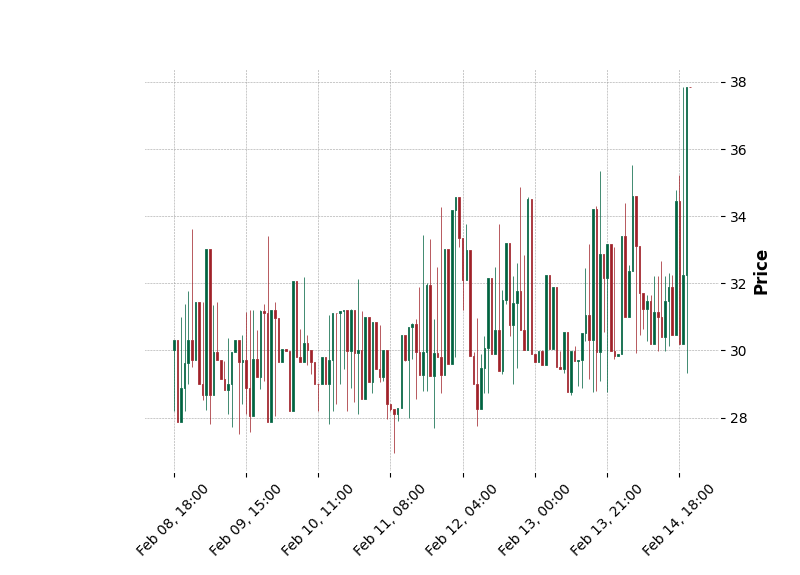 38
36
34
32
30
28
Price
Feb 08, 18:00
Feb 09, 15:00
Feb 10, 11:00
Feb 11, 08:00
Feb 12, 04:00
Feb 13, 00:00
Feb 13, 21:00
Feb 14, 18:00